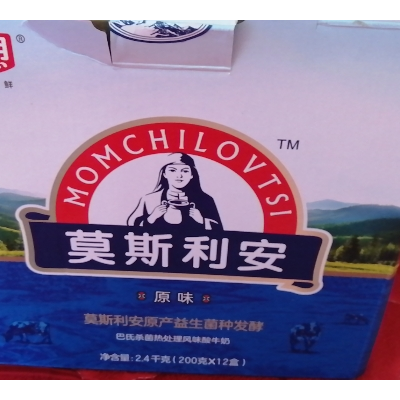 明
®
鲜
MOMCHILOVTSI
TM
莫斯利安
原味
莫斯利安原产益生菌种发酵
巴氏杀菌热处理风味酸牛奶
净含量: 2.4千克(200克X12盒)